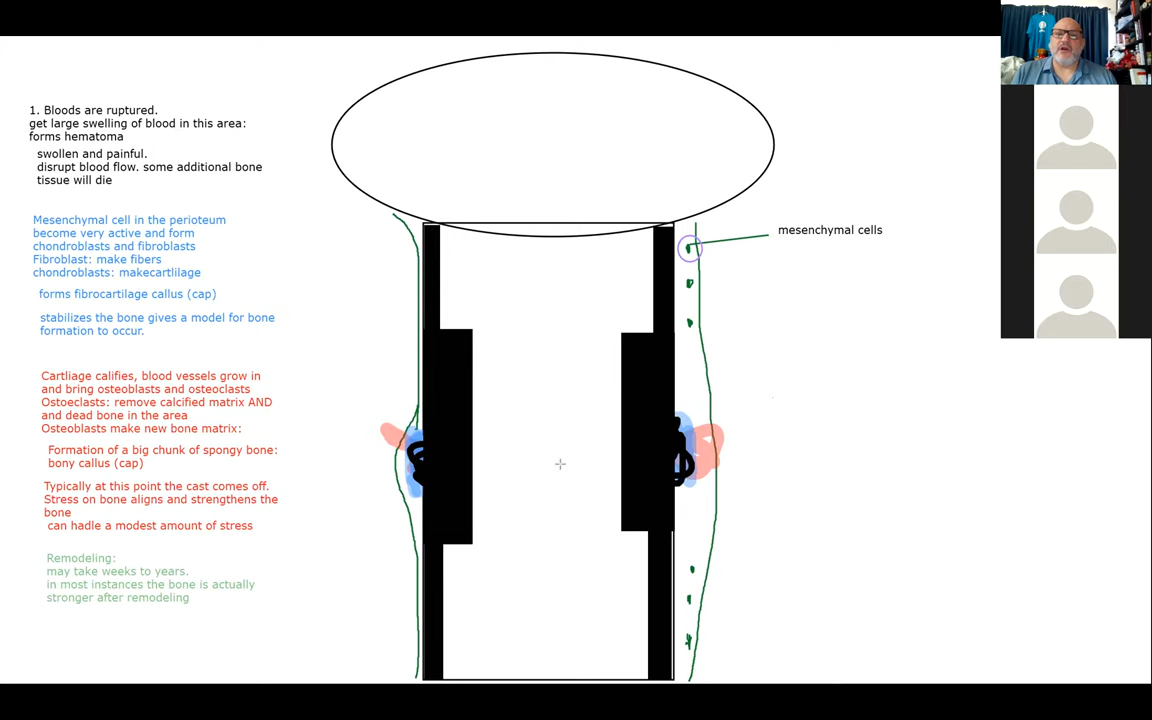 1. Bloods are ruptured.
get large swelling of blood in this area:
forms hematoma
swollen and painful.
disrupt blood flow. some additional bone
tissue will die
Mesenchymal cell in the perioteum
become very active and form
chondroblasts and fibroblasts
Fibroblast: make fibers
chondroblasts: makecartlilage
forms fibrocartilage callus (cap)
stabilizes the bone gives a model for bone
formation to occur.
Cartliage califies, blood vessels grow in
and bring osteoblasts and osteoclasts
Ostoeclasts: remove calcified matrix AND
and dead bone in the area
Osteoblasts make new bone matrix:
Formation of a big chunk of spongy bone:
bony callus (cap)
Typically at this point the cast comes off.
Stress on bone aligns and strengthens the
bone
can hadle a modest amount of stress
Remodeling:
may take weeks to years.
in most instances the bone is actually
stronger after remodeling
mesenchymal cells